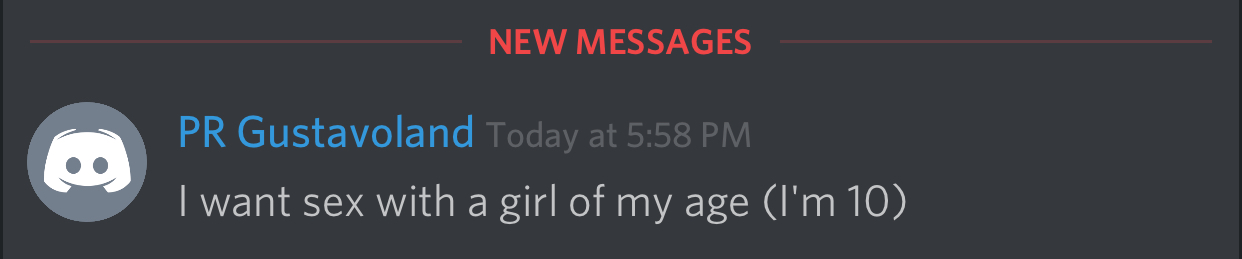 NEW MESSAGES
PR Gustavoland Today at 5:58 PM
I want sex with a girl of my age (I'm 10)